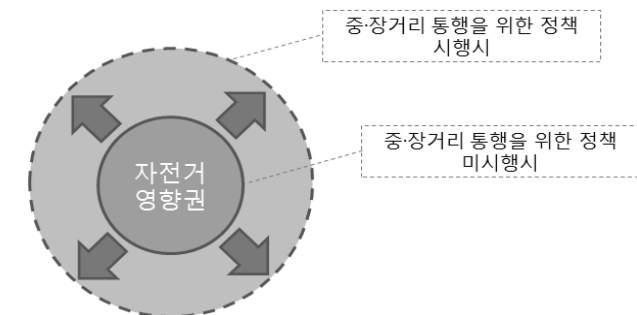 중·장거리 통행을 위한 정책
시행시
중·장거리 통행을 위한 정책
미시행시
자전거
영향권